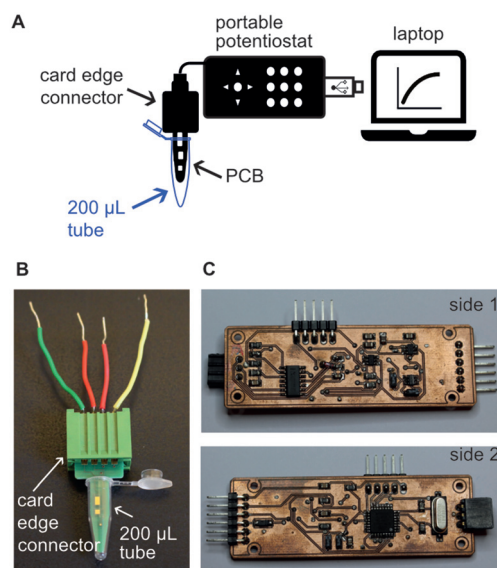 A
portable
potentiostat
laptop
card edge
connector
PCB
200 µL
tube
B
card
edge
connector
200 µL
tube
C
side 1
side 2